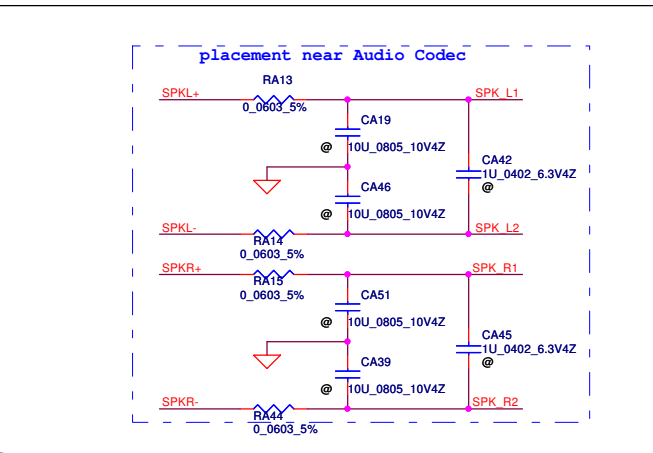 placement near Audio Codec
RA13
SPKL+
SPK_L1
0_0603_5%
CA19
@
10U_0805_10V4Z
CA42
1U_0402_6.3V4Z
@
CA46
@
10U_0805_10V4Z
SPKL-
SPK_L2
RA14
0_0603_5%
SPKR+
SPK_R1
RA15
0_0603_5%
CA51
@
10U_0805_10V4Z
CA45
1U_0402_6.3V4Z
@
CA39
@
10U_0805_10V4Z
SPKR-
SPK_R2
RA44
0_0603_5%